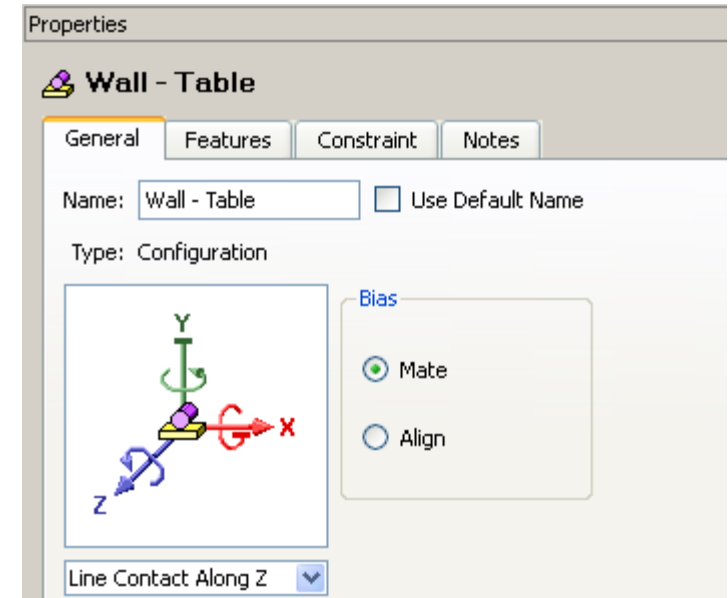 Properties
Wall - Table
General Features Constraint Notes
Name: Wall - Table Use Default Name
Type: Configuration
Bias
Y
Mate
X
Align
Z
Line Contact Along Z